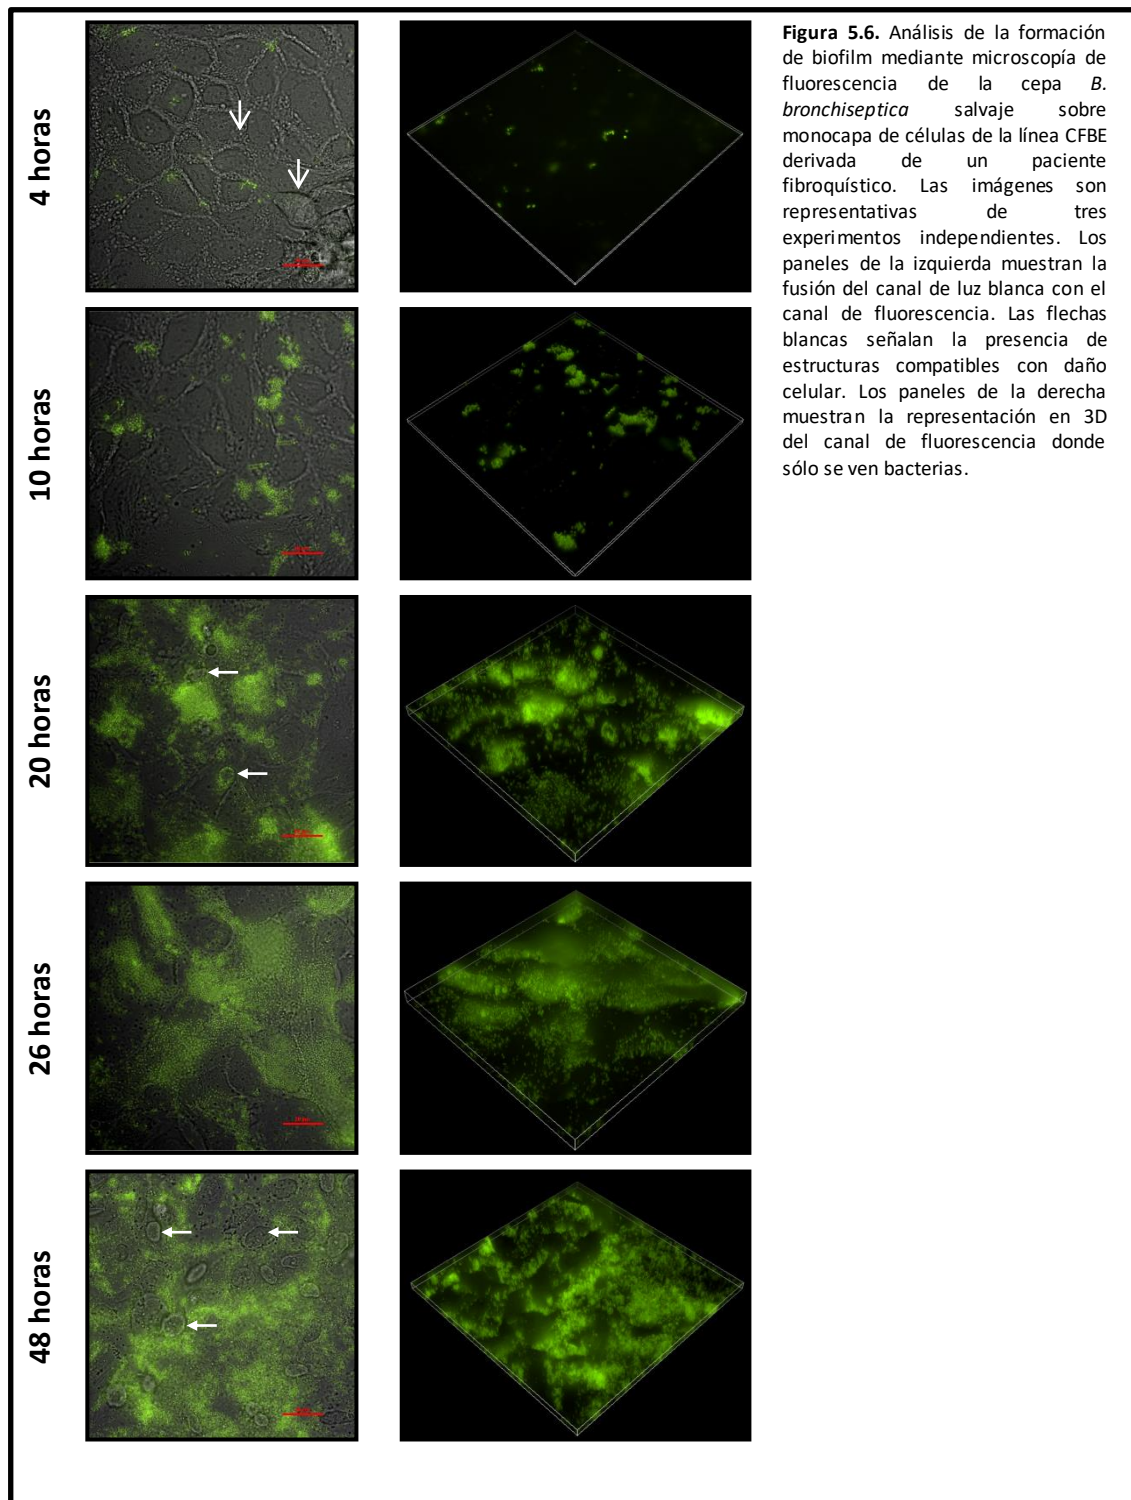 4 horas
10 horas
20 horas
26 horas
48 horas
Figura 5.6. Análisis de la formación
de biofilm mediante microscopía de
fluorescencia de la cepa B.
bronchiseptica salvaje sobre
monocapa de células de la línea CFBE
derivada de un paciente
fibroquístico. Las imágenes son
representativas de tres
experimentos independientes. Los
paneles de la izquierda muestran la
fusión del canal de luz blanca con el
canal de fluorescencia. Las flechas
blancas señalan la presencia de
estructuras compatibles con daño
celular. Los paneles de la derecha
muestran la representación en 3D
del canal de fluorescencia donde
sólo se ven bacterias.